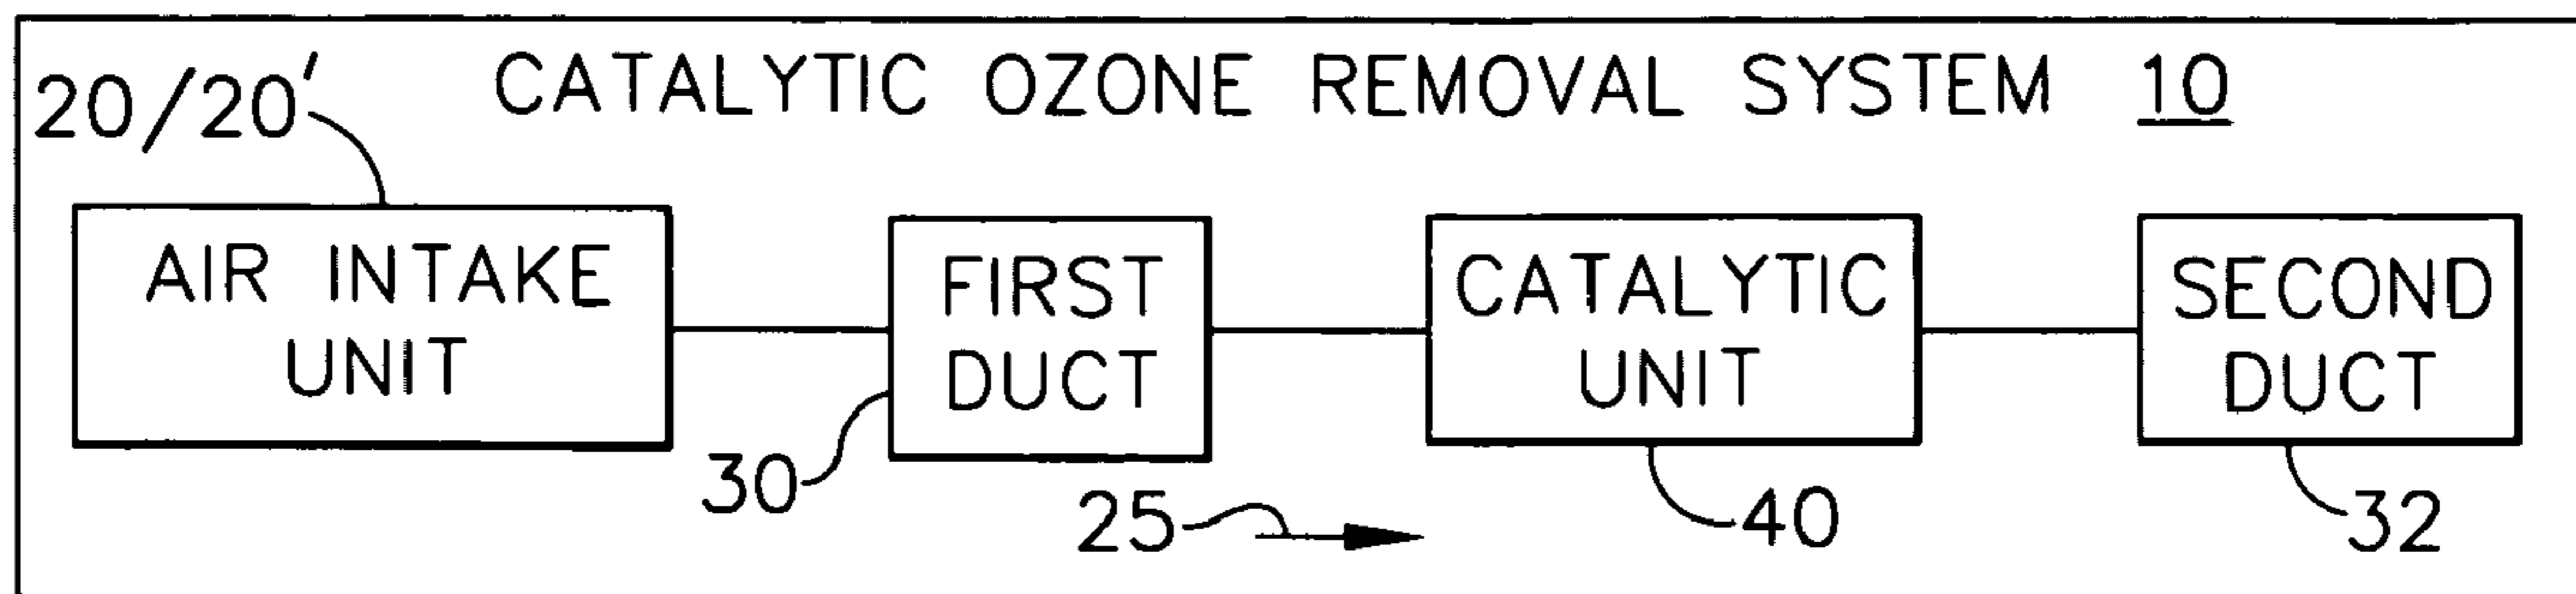 CATALYTIC OZONE REMOVAL SYSTEM 10
20/20'
AIR INTAKE
UNIT
FIRST
DUCT
CATALYTIC
UNIT
SECOND
DUCT
30
25
40
32